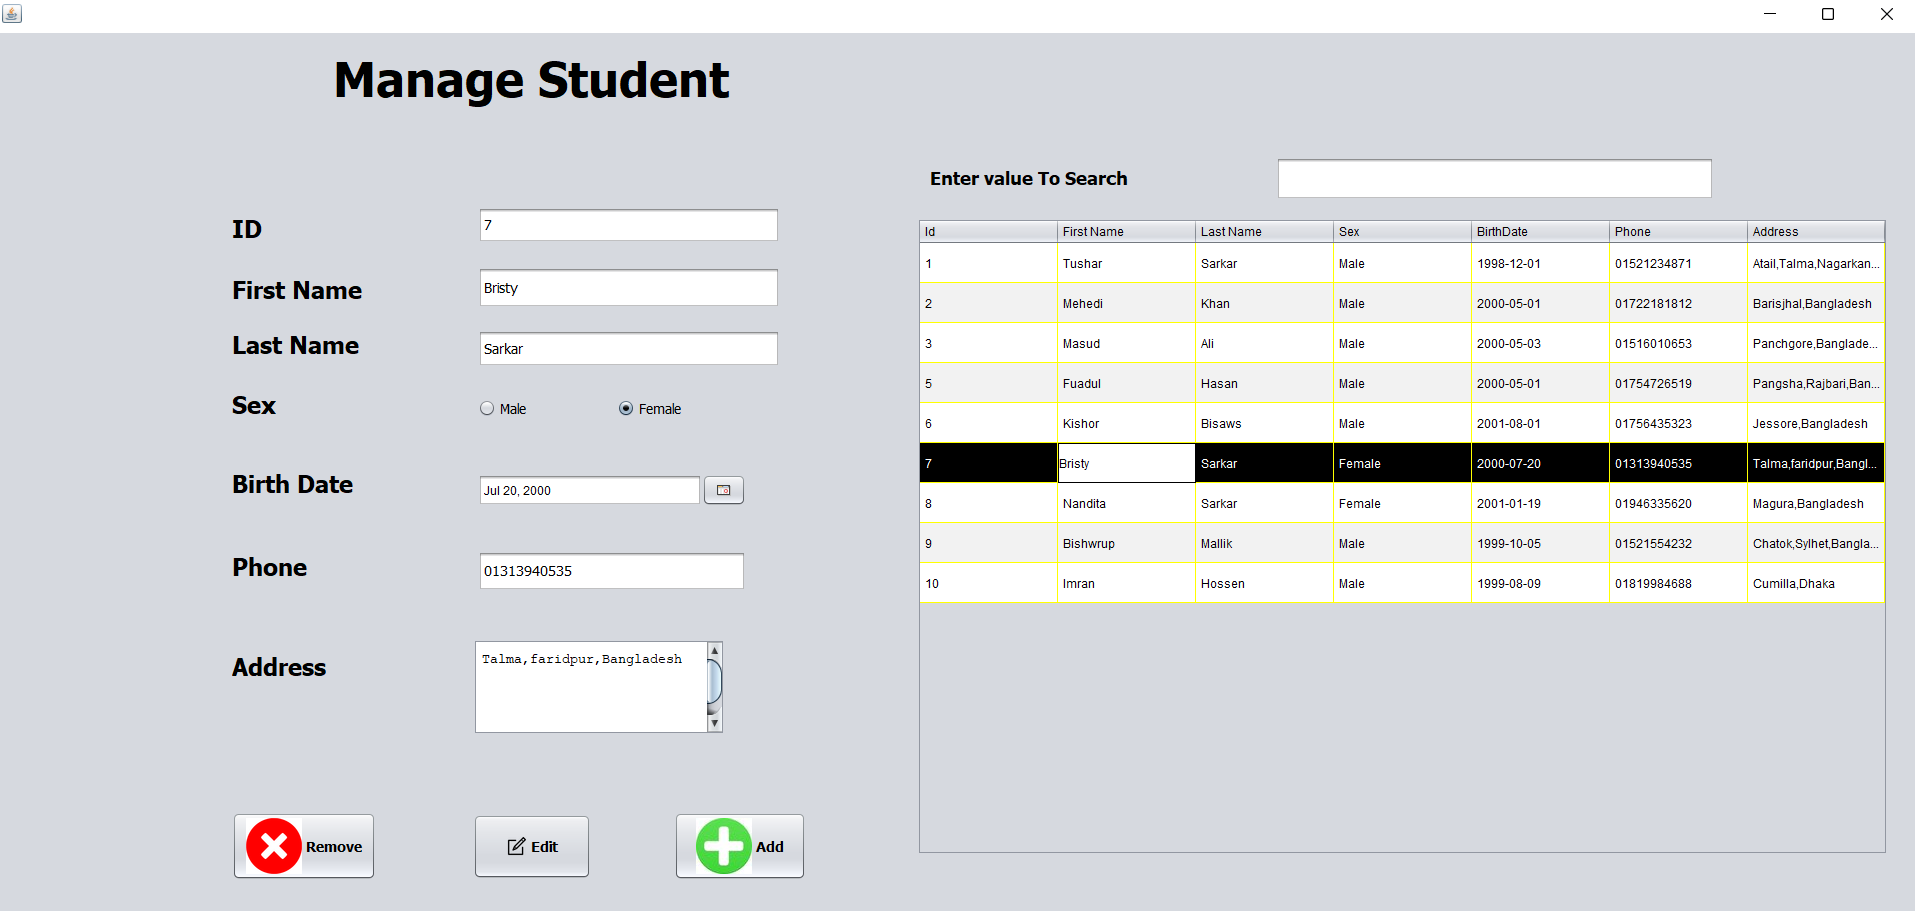 Manage Student
ID
7
First Name
Bristy
Last Name
Sarkar
Sex
Male Female
Birth Date
Jul 20, 2000
Phone
01313940535
Address
Talma,faridpur,Bangladesh
Remove
Edit
Add
Enter value To Search
Id First Name Last Name Sex BirthDate Phone Address
1 Tushar Sarkar Male 1998-12-01 01521234871 Atail,Talma,Nagarkan...
2 Mehedi Khan Male 2000-05-01 01722181812 Barisjhal,Bangladesh
3 Masud Ali Male 2000-05-03 01516010653 Panchgore,Banglade...
5 Fuadul Hasan Male 2000-05-01 01754726519 Pangsha,Rajbari,Ban...
6 Kishor Bisaws Male 2001-08-01 01756435323 Jessore,Bangladesh
7 Bristy Sarkar Female 2000-07-20 01313940535 Talma,faridpur,Bangl...
8 Nandita Sarkar Female 2001-01-19 01946335620 Magura,Bangladesh
9 Bishwrup Mallik Male 1999-10-05 01521554232 Chatok,Sylhet,Bangla...
10 Imran Hossen Male 1999-08-09 01819984688 Cumilla,Dhaka